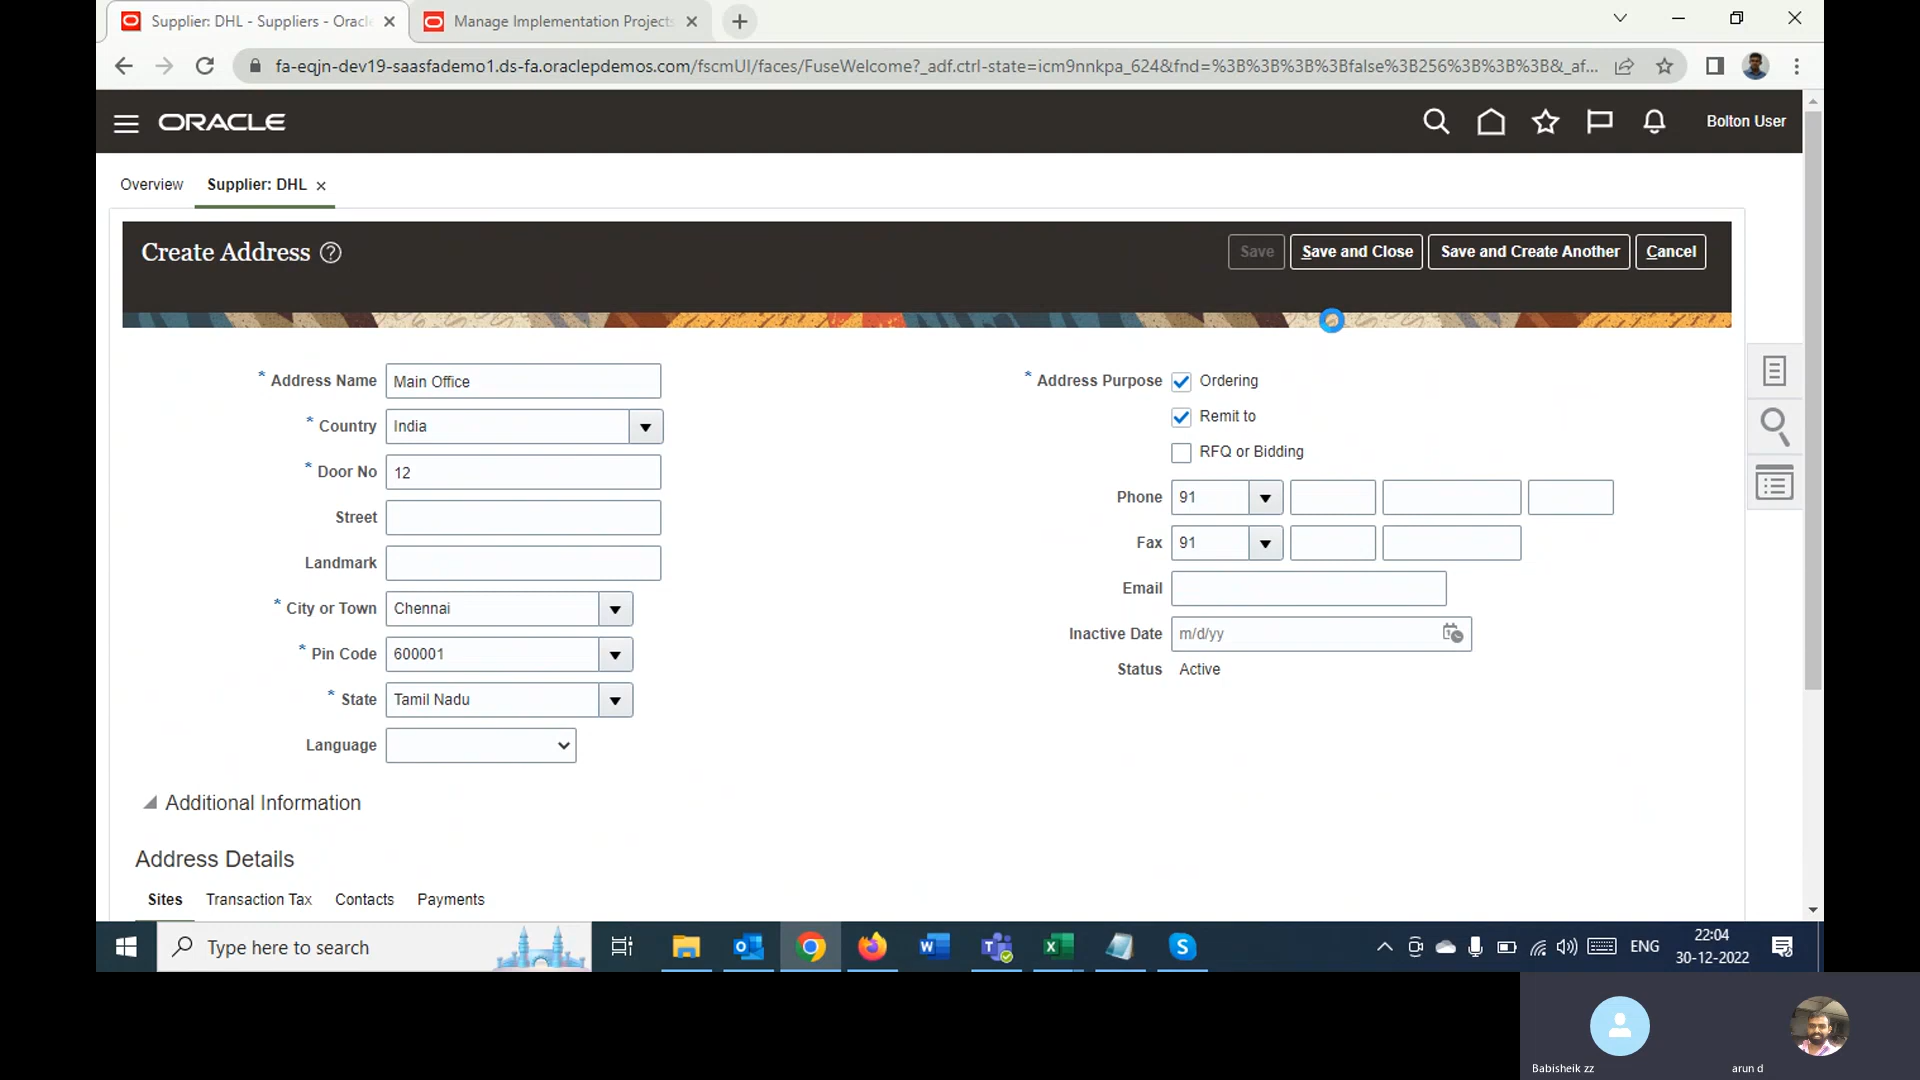 Supplier: DHL - Suppliers - Oracle
Manage Implementation Projects
fa-eqjn-dev19-saasfademo1.ds-fa.oraclepdemos.com/fscmUI/faces/FuseWelcome?_adf.ctrl-state=icm9nnkpa_624&fnd=%3B%3B%3B%3Bfalse%3B256%3B%3B%3B&_af...
ORACLE
Bolton User
Overview
Supplier: DHL
Create Address
Save
Save and Close
Save and Create Another
Cancel
* Address Name Main Office
* Country India
* Door No 12
Street
Landmark
* City or Town Chennai
* Pin Code 600001
* State Tamil Nadu
Language
* Address Purpose Ordering
Remit to
RFQ or Bidding
Phone 91
Fax 91
Email
Inactive Date m/d/yy
Status Active
Additional Information
Address Details
Sites Transaction Tax Contacts Payments
Type here to search
ENG
22:04
30-12-2022
Babisheik zz
arun d